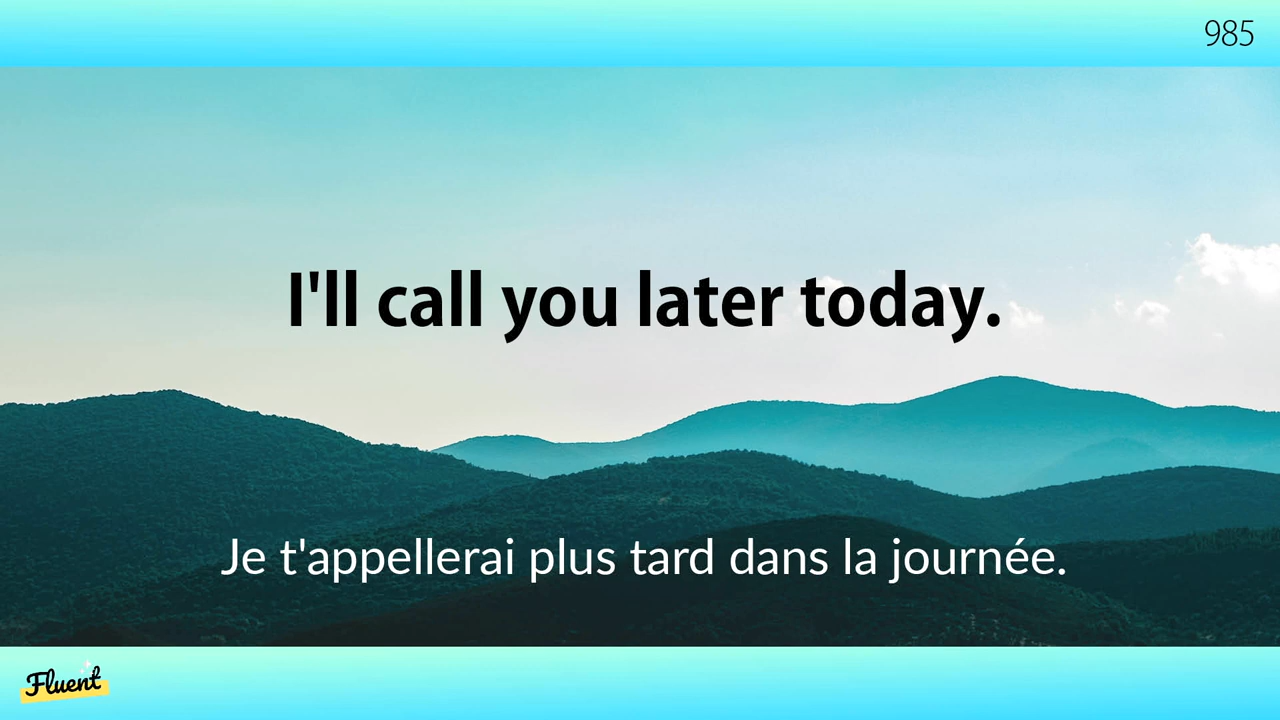 985
I'll call you later today.
Je t'appellerai plus tard dans la journée.
Fluent